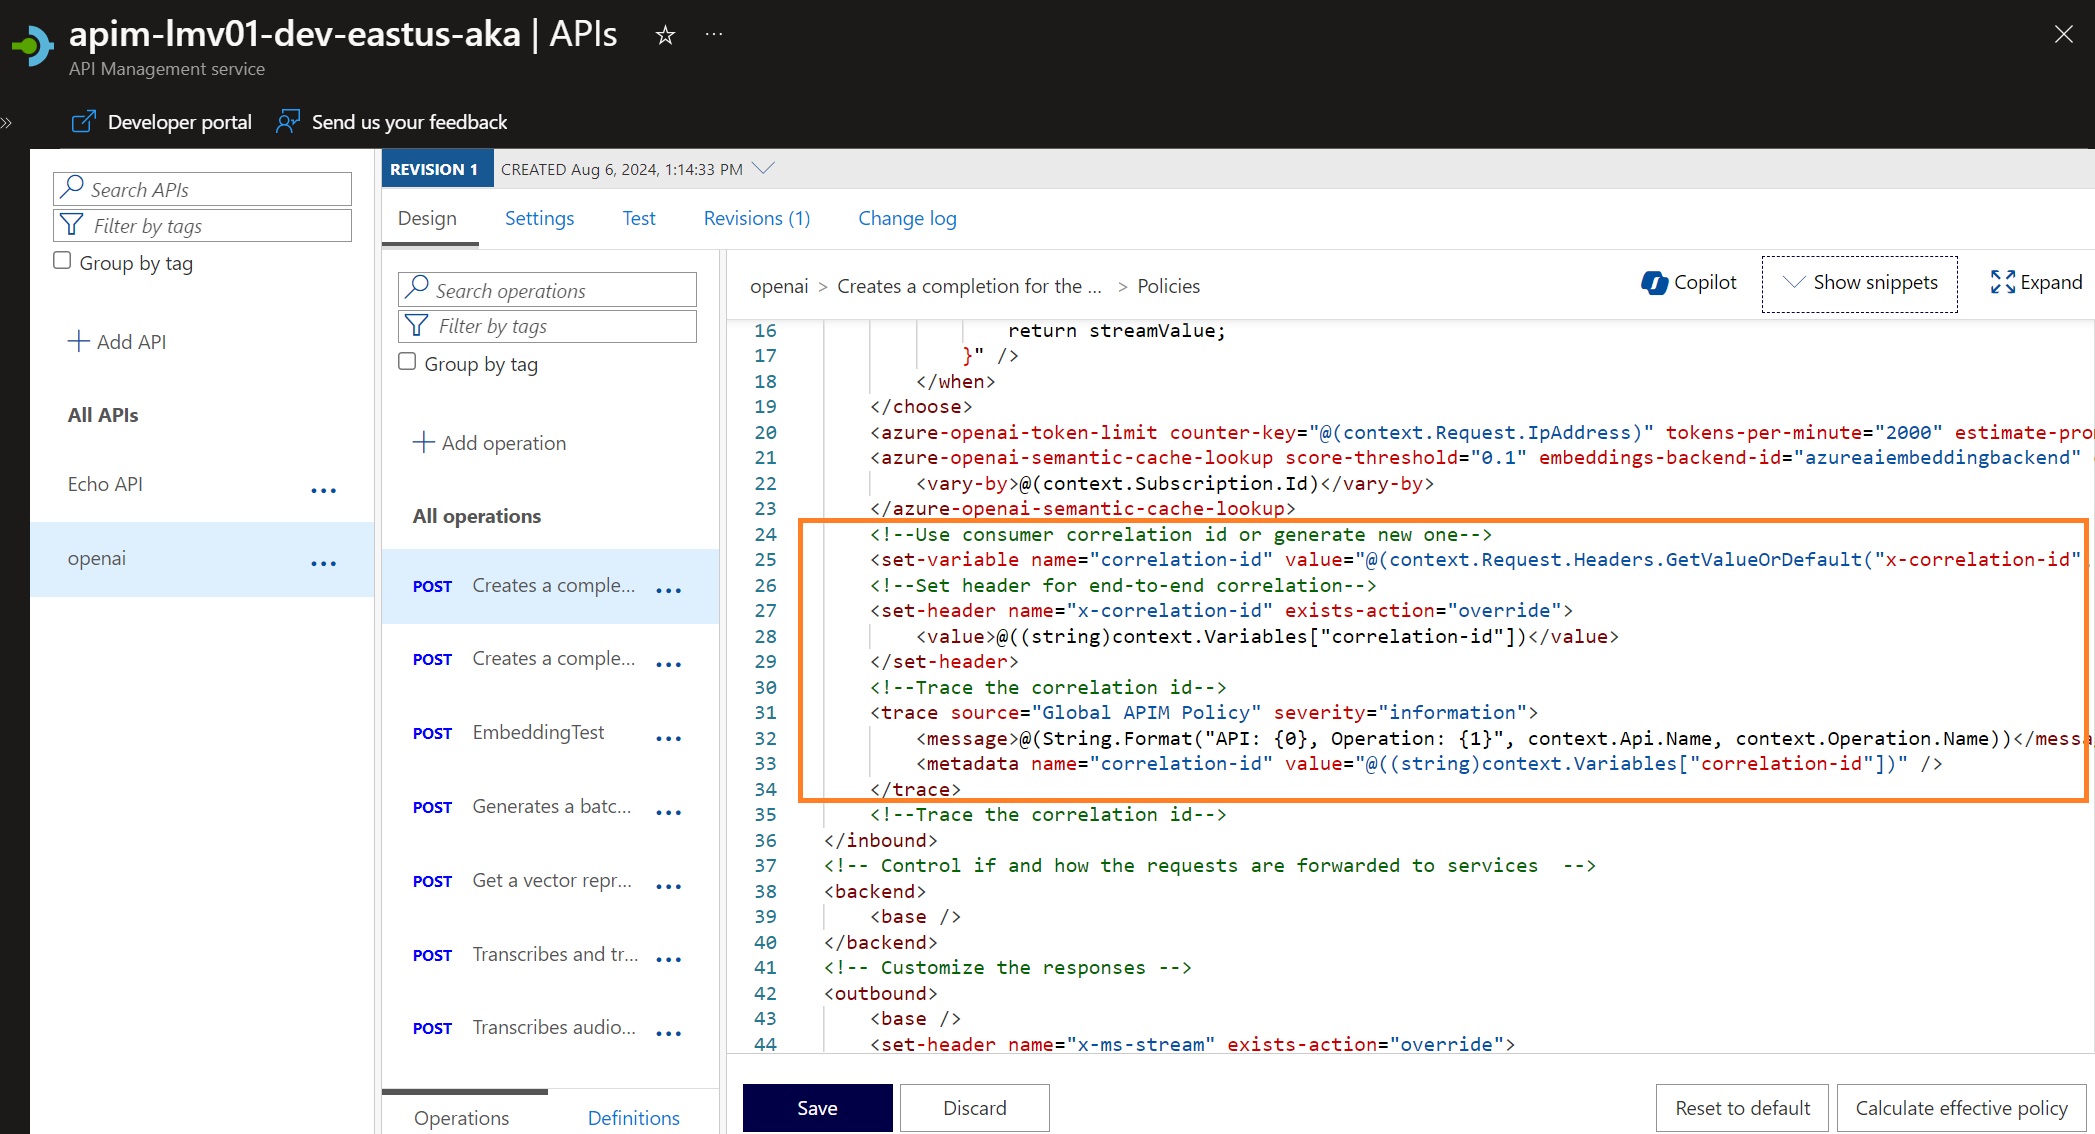 apim-lmv01-dev-eastus-aka | APIs
API Management service
Developer portal
Send us your feedback
Search APIs
Filter by tags
Group by tag
Add API
All APIs
Echo API
openai
REVISION 1
CREATED Aug 6, 2024, 1:14:33 PM
Design
Settings
Test
Revisions (1)
Change log
Search operations
Filter by tags
Group by tag
Add operation
All operations
POST Creates a comple...
POST Creates a comple...
POST EmbeddingTest
POST Generates a batc...
POST Get a vector repr...
POST Transcribes and tr...
POST Transcribes audio...
Operations
Definitions
openai > Creates a completion for the ... > Policies
Copilot
Show snippets
Expand
16 return streamValue;
17 }" />
18 </when>
19 </choose>
20 <azure-openai-token-limit counter-key="@(context.Request.IpAddress)" tokens-per-minute="2000" estimate-pro
21 <azure-openai-semantic-cache-lookup score-threshold="0.1" embeddings-backend-id="azureaiembeddingbackend"
22 <vary-by>@(context.Subscription.Id)</vary-by>
23 </azure-openai-semantic-cache-lookup>
24 <!--Use consumer correlation id or generate new one-->
25 <set-variable name="correlation-id" value="@(context.Request.Headers.GetValueOrDefault("x-correlation-id"
26 <!--Set header for end-to-end correlation-->
27 <set-header name="x-correlation-id" exists-action="override">
28 <value>@((string)context.Variables["correlation-id"])</value>
29 </set-header>
30 <!--Trace the correlation id-->
31 <trace source="Global APIM Policy" severity="information">
32 <message>@(String.Format("API: {0}, Operation: {1}", context.Api.Name, context.Operation.Name))</messa
33 <metadata name="correlation-id" value="@((string)context.Variables["correlation-id"])" />
34 </trace>
35 <!--Trace the correlation id-->
36 </inbound>
37 <!-- Control if and how the requests are forwarded to services  -->
38 <backend>
39 <base />
40 </backend>
41 <!-- Customize the responses -->
42 <outbound>
43 <base />
44 <set-header name="x-ms-stream" exists-action="override">
Save
Discard
Reset to default
Calculate effective policy